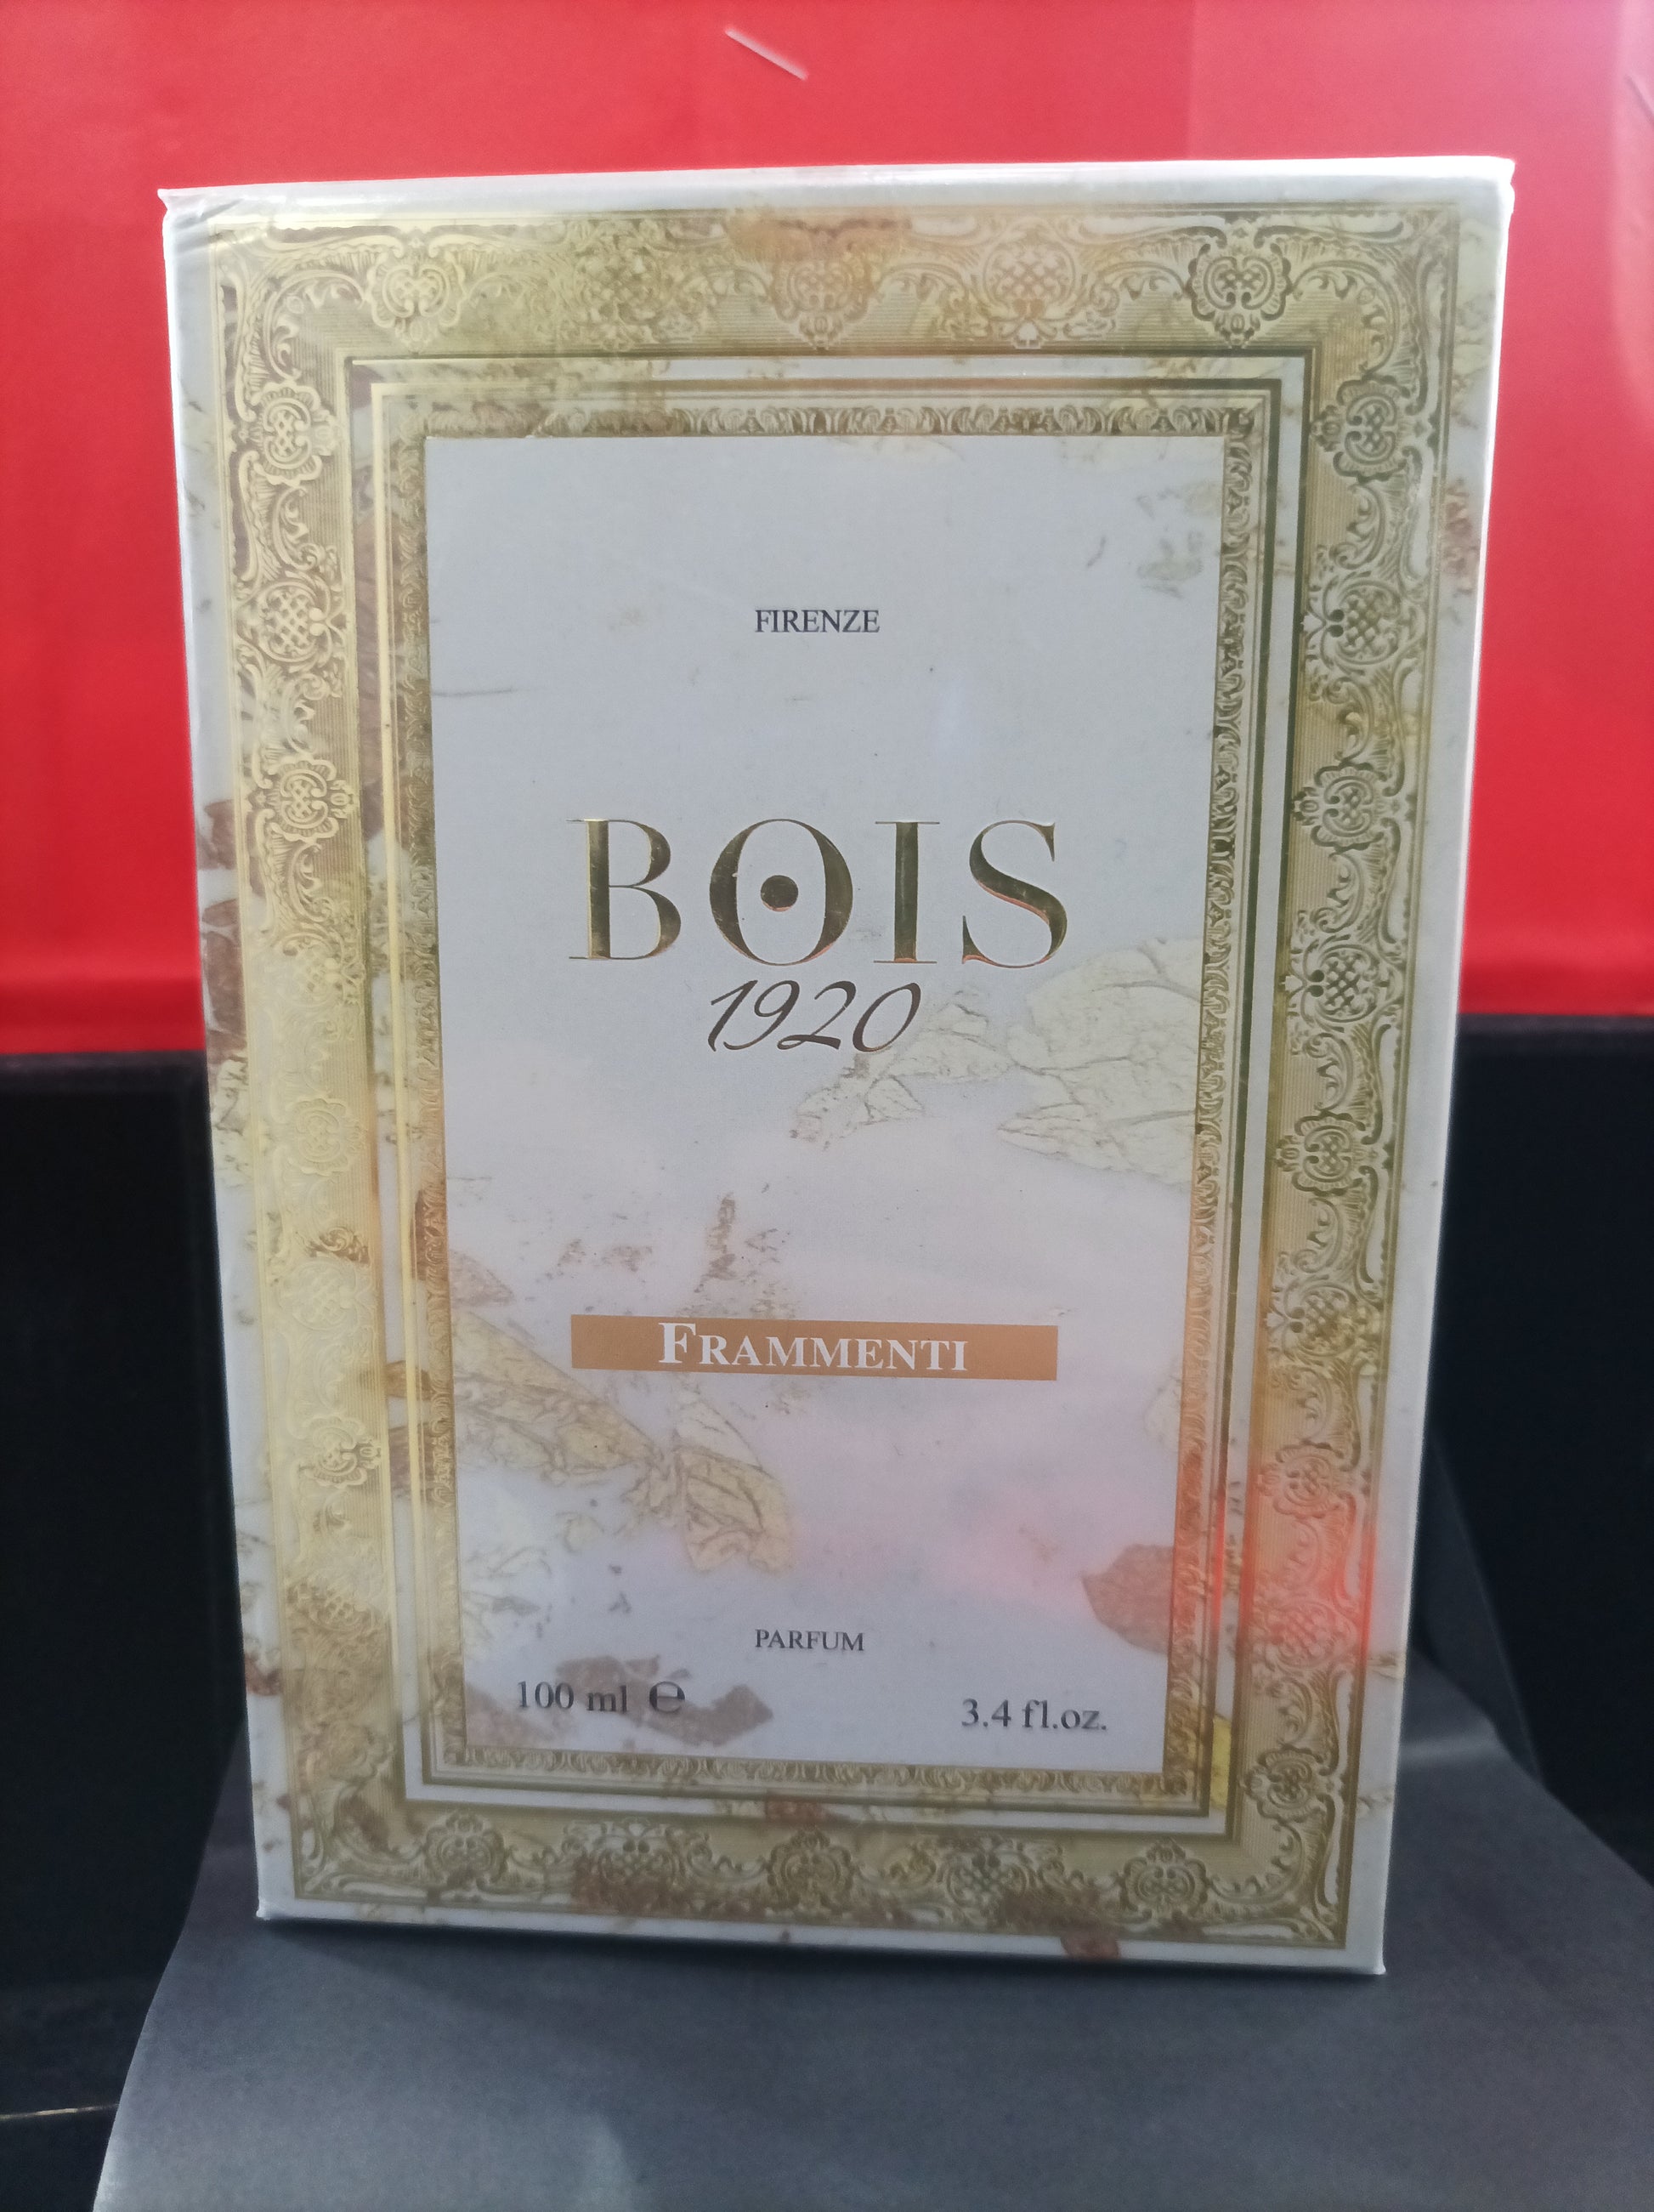 FIRENZE
BOIS
1920
FRAMMENTI
PARFUM
100 ml ℮ 3.4 fl.oz.